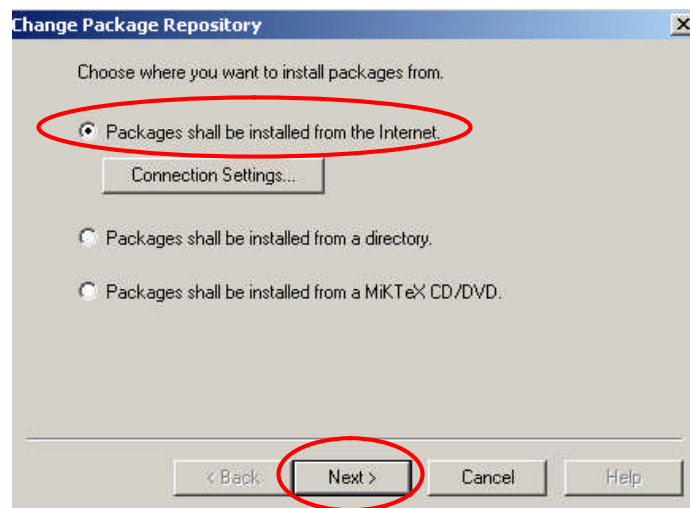 Change Package Repository
Choose where you want to install packages from.
Packages shall be installed from the Internet.
Connection Settings...
Packages shall be installed from a directory.
Packages shall be installed from a MiKTeX CD/DVD.
< Back Next > Cancel Help